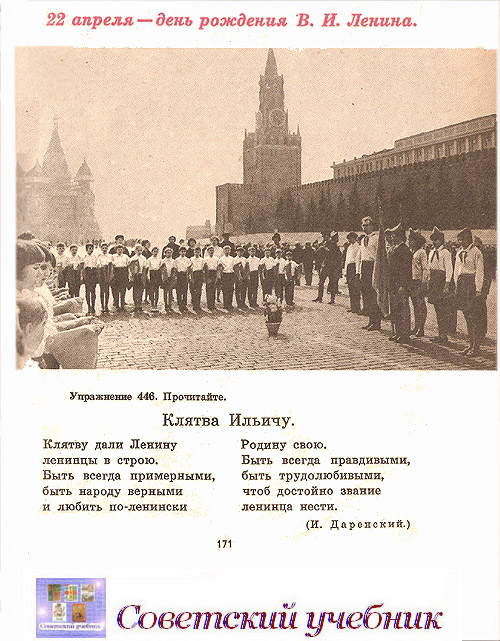 22 апреля — день рождения В. И. Ленина.
Упражнение 446. Прочитайте.
Клятва Ильичу.
Клятву дали Ленину
ленинцы в строю.
Быть всегда примерными,
быть народу верными
и любить по-ленински
Родину свою.
Быть всегда правдивыми,
быть трудолюбивыми,
чтоб достойно звание
ленинца нести.
(И. Даренский.)
171
Советский учебник
Советский учебник